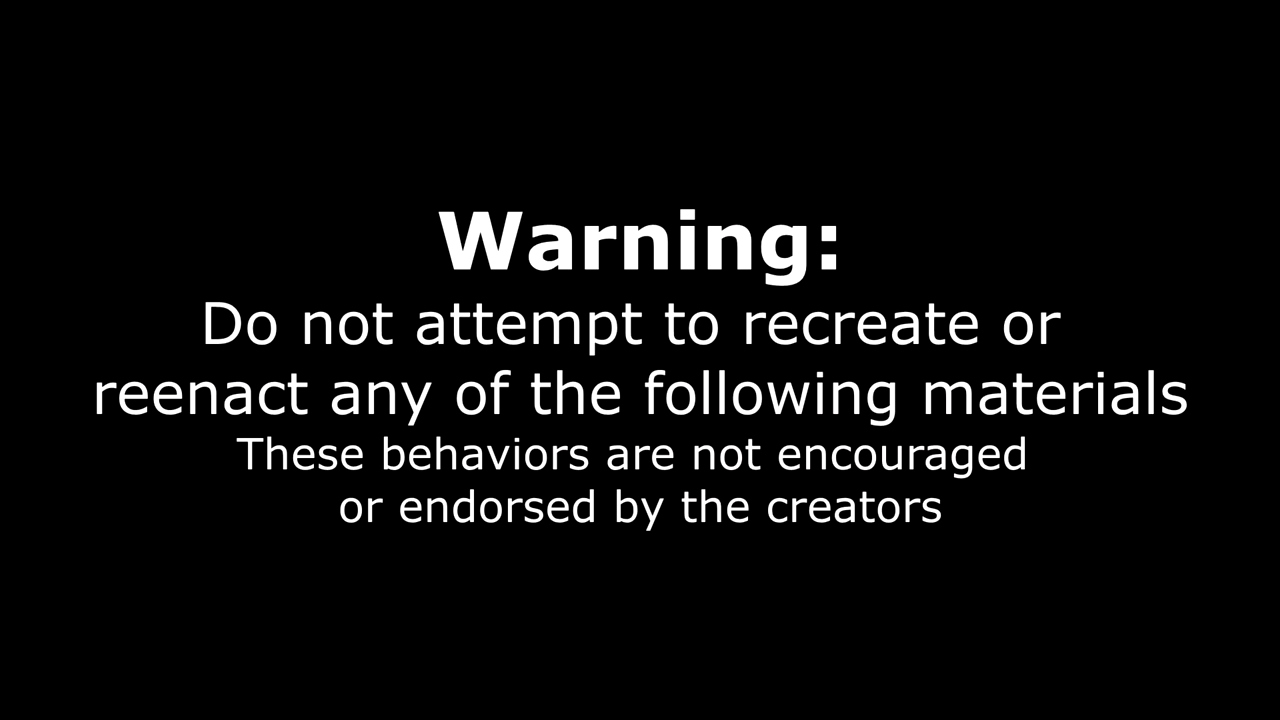 Warning:
Do not attempt to recreate or
reenact any of the following materials
These behaviors are not encouraged
or endorsed by the creators